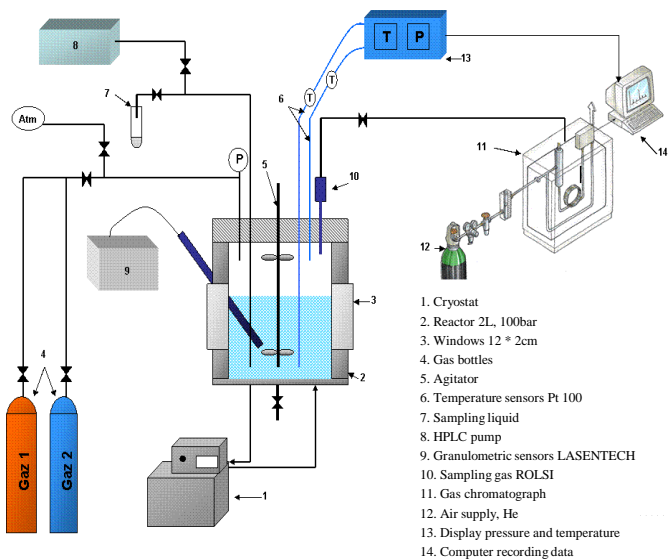 8
T P
13
7
T
6
T
Atm
P
5
10
11
14
12
9
3
4
2
Gaz 1
Gaz 2
1
1. Cryostat
2. Reactor 2L, 100bar
3. Windows 12 * 2cm
4. Gas bottles
5. Agitator
6. Temperature sensors Pt 100
7. Sampling liquid
8. HPLC pump
9. Granulometric sensors LASENTECH
10. Sampling gas ROLSI
11. Gas chromatograph
12. Air supply, He
13. Display pressure and temperature
14. Computer recording data